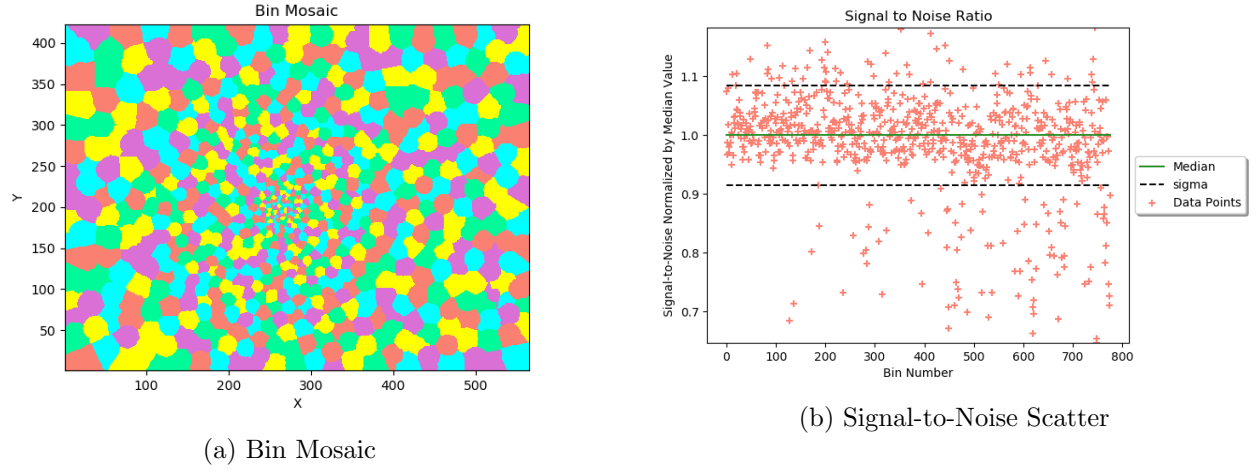 Bin Mosaic
400
350
300
250
200
150
100
50
Y
100
200
300
400
500
X
(a) Bin Mosaic
Signal to Noise Ratio
Signal-to-Noise Normalized by Median Value
1.1
1.0
0.9
0.8
0.7
0
100
200
300
400
500
600
700
800
Bin Number
Median
sigma
Data Points
(b) Signal-to-Noise Scatter